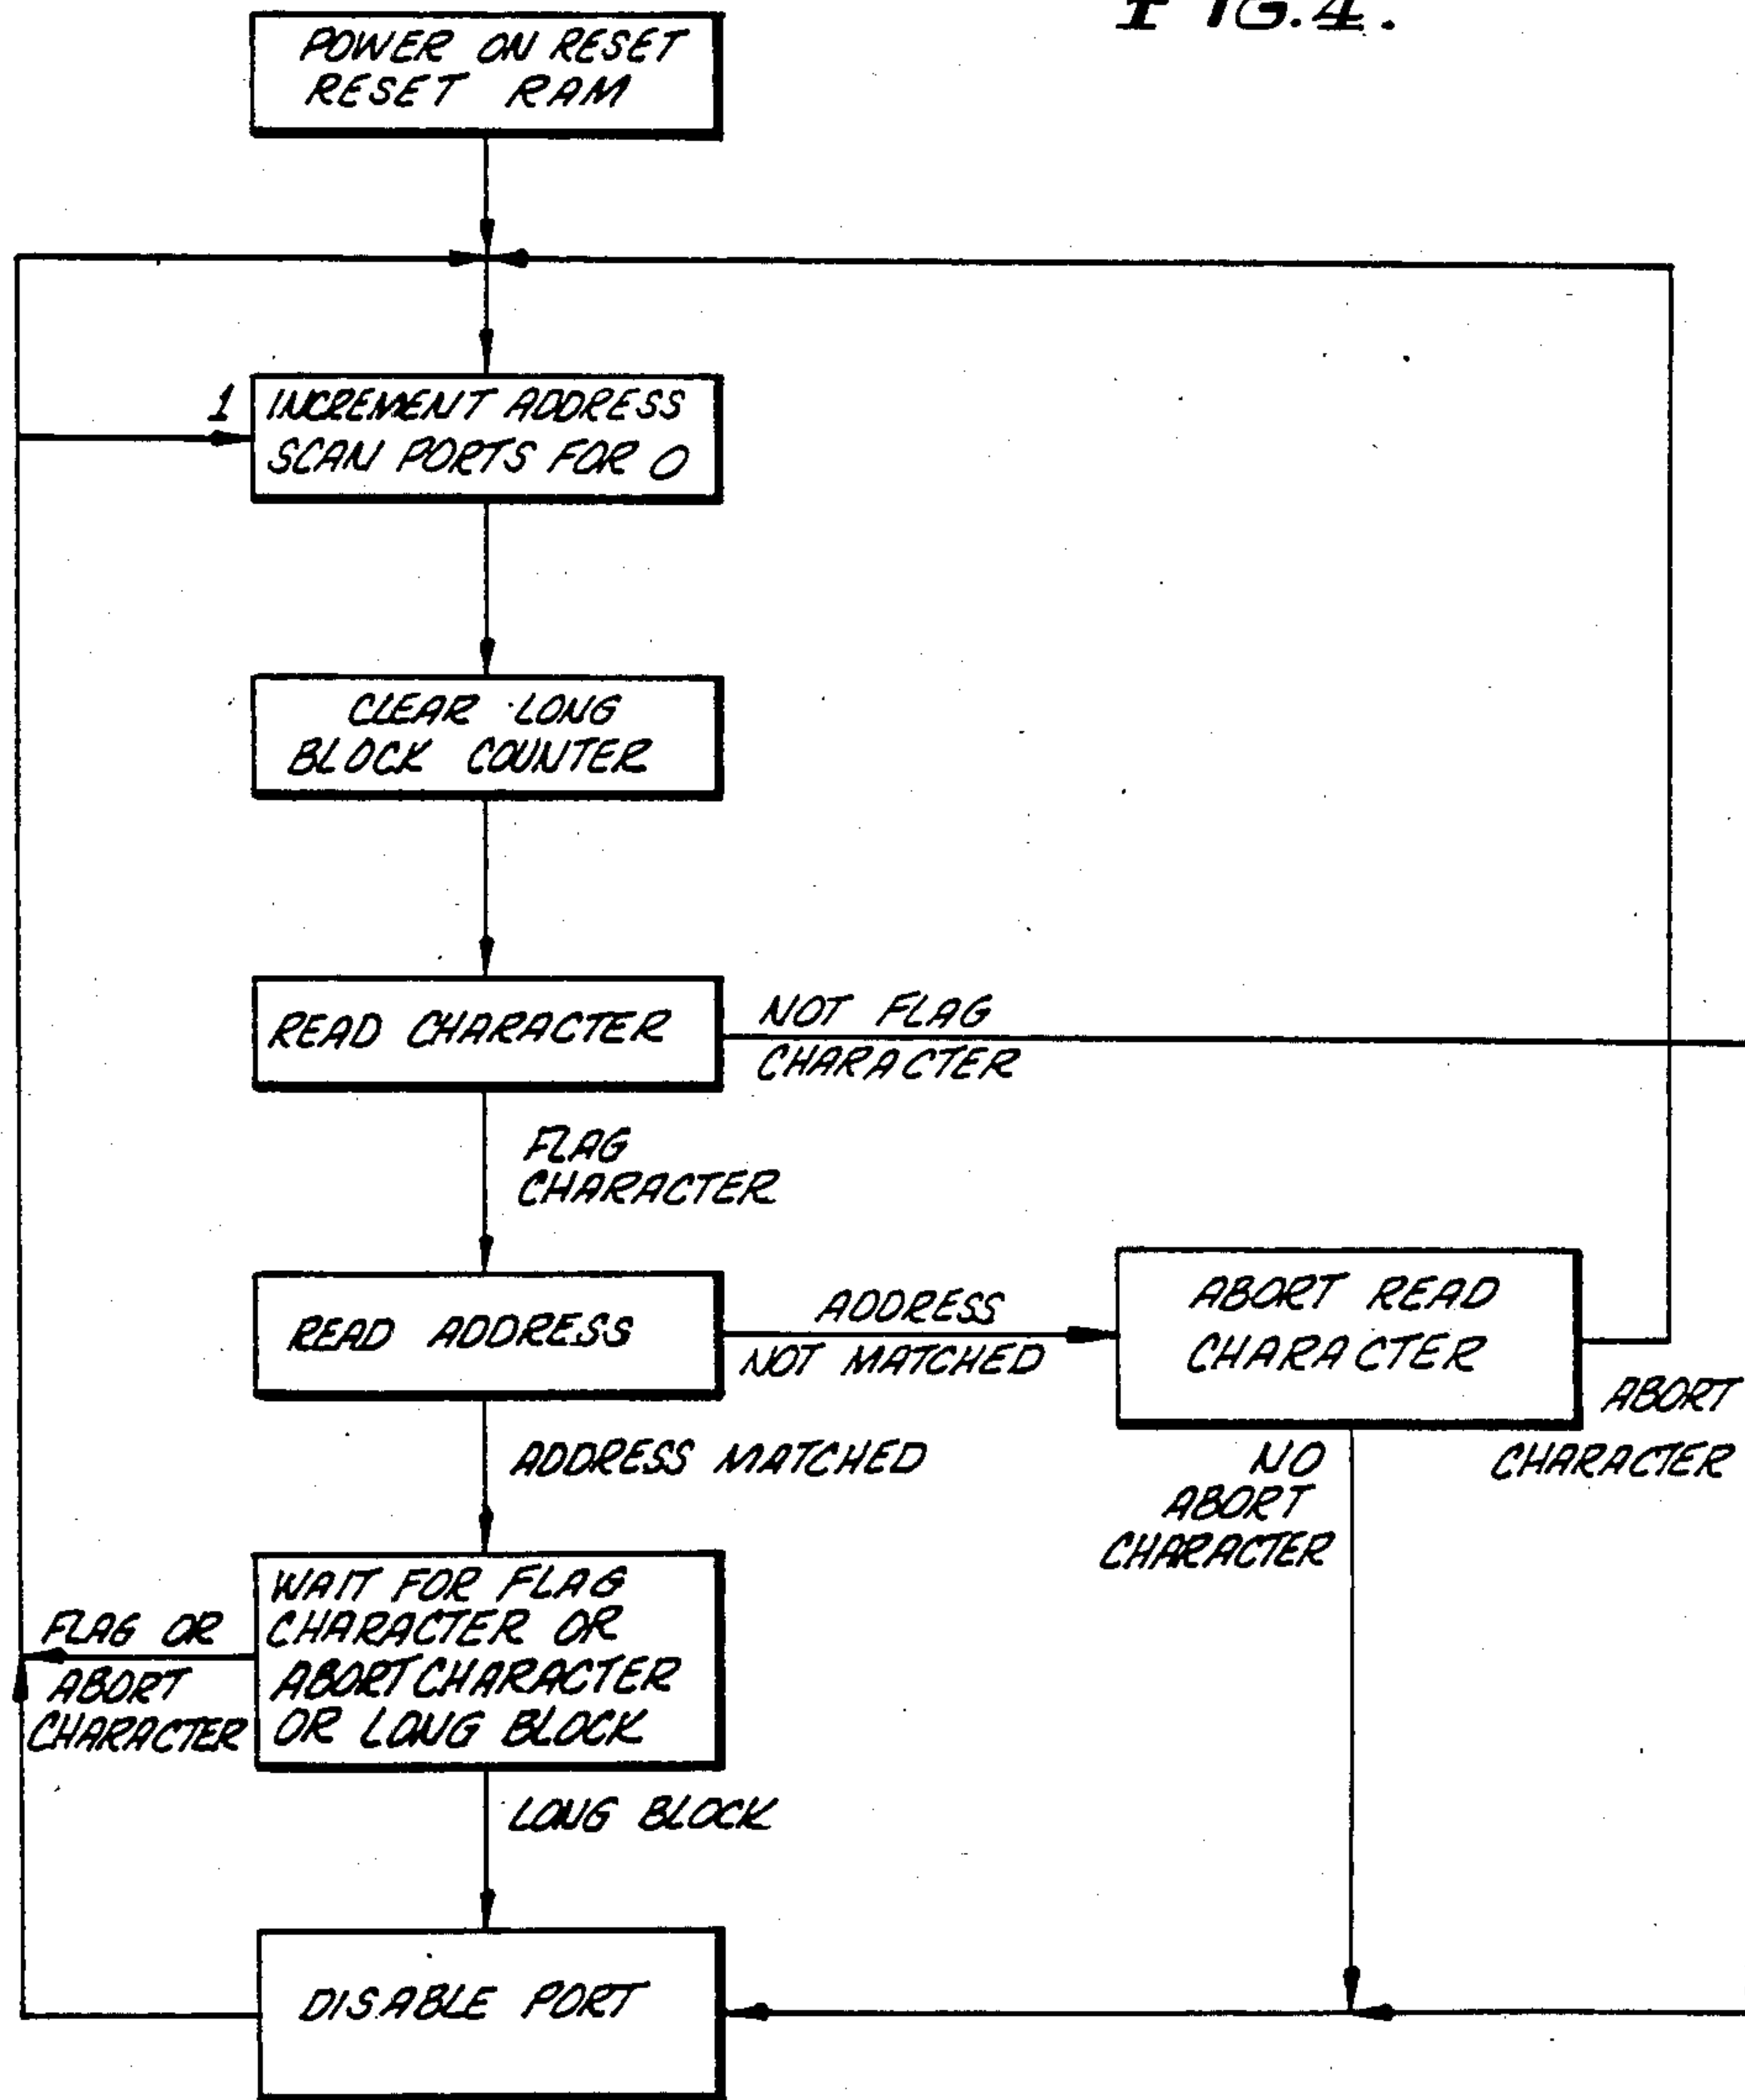 FIG.4.
POWER ON RESET
RESET RAM
1
INCREMENT ADDRESS
SCAN PORTS FOR 0
CLEAR LONG
BLOCK COUNTER
READ CHARACTER
NOT FLAG
CHARACTER
FLAG
CHARACTER
READ ADDRESS
ADDRESS
NOT MATCHED
ABORT READ
CHARACTER
ABORT
CHARACTER
ADDRESS MATCHED
NO
ABORT
CHARACTER
WAIT FOR FLAG
CHARACTER OR
ABORT CHARACTER
OR LONG BLOCK
FLAG OR
ABORT
CHARACTER
LONG BLOCK
DISABLE PORT